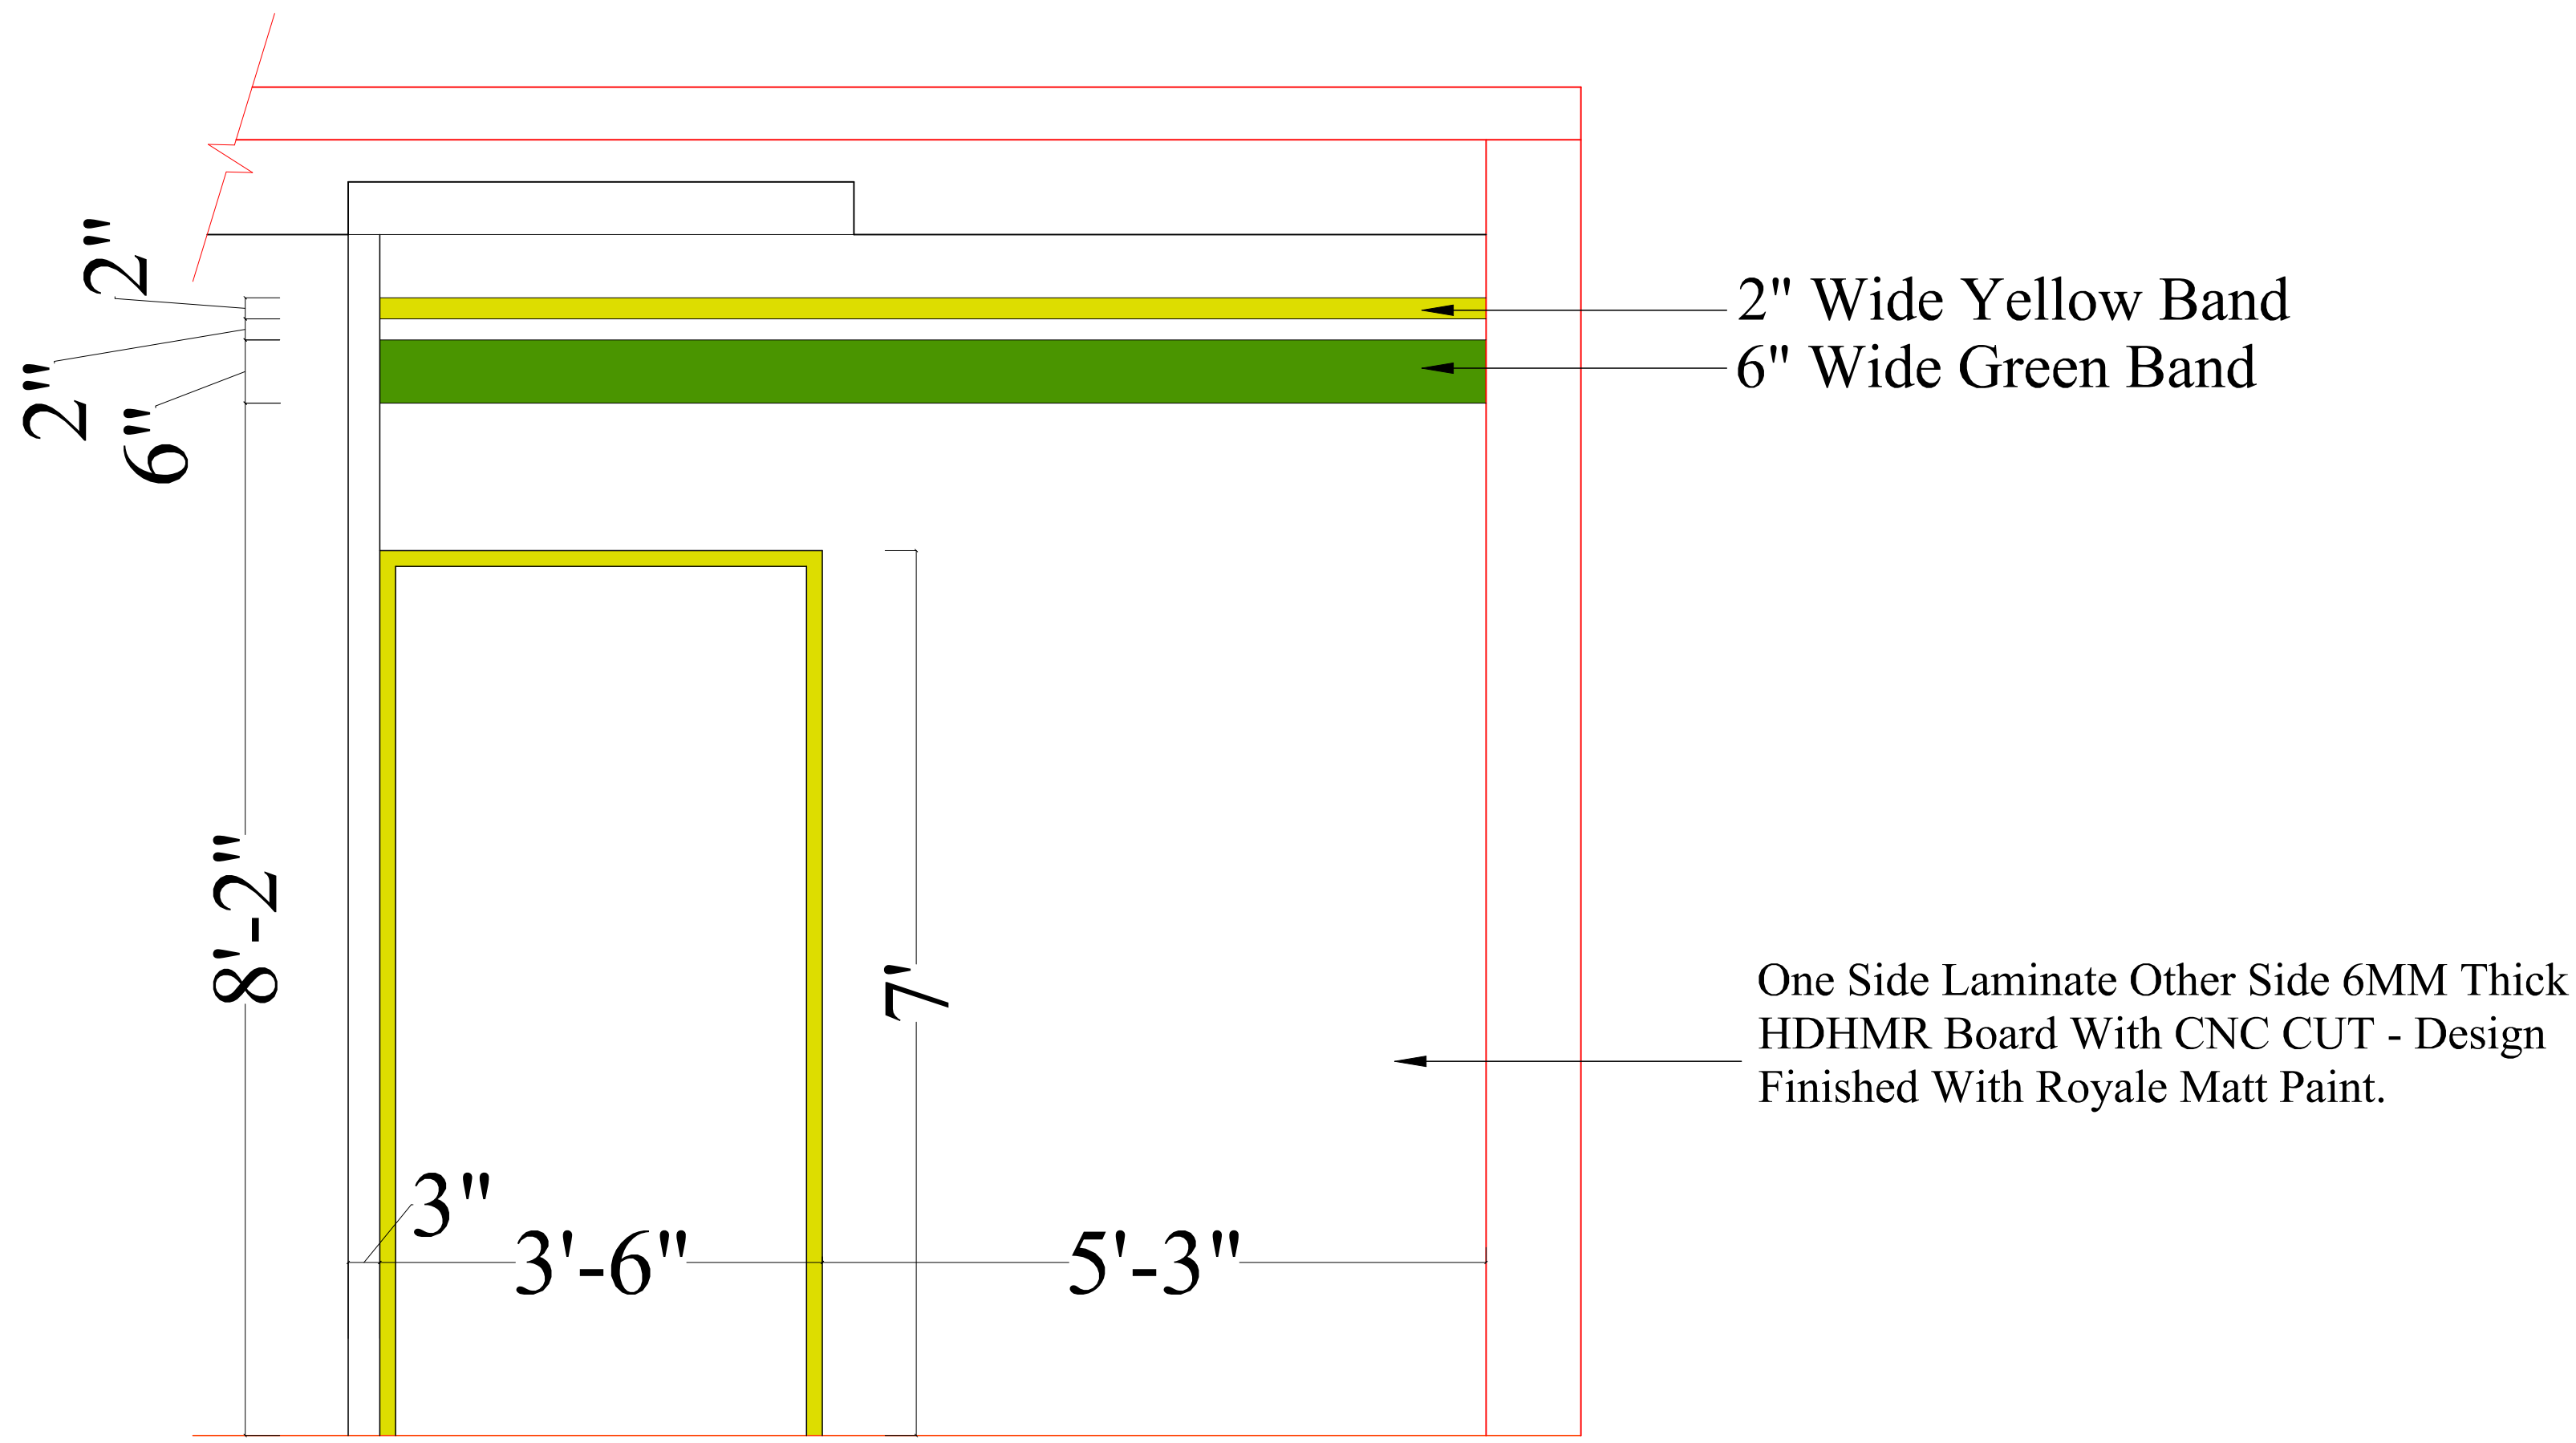 2"
2" Wide Yellow Band
2"
6" Wide Green Band
6"
8'-2"
7'
One Side Laminate Other Side 6MM Thick
HDHMR Board With CNC CUT - Design
Finished With Royale Matt Paint.
3"
3'-6"
5'-3"